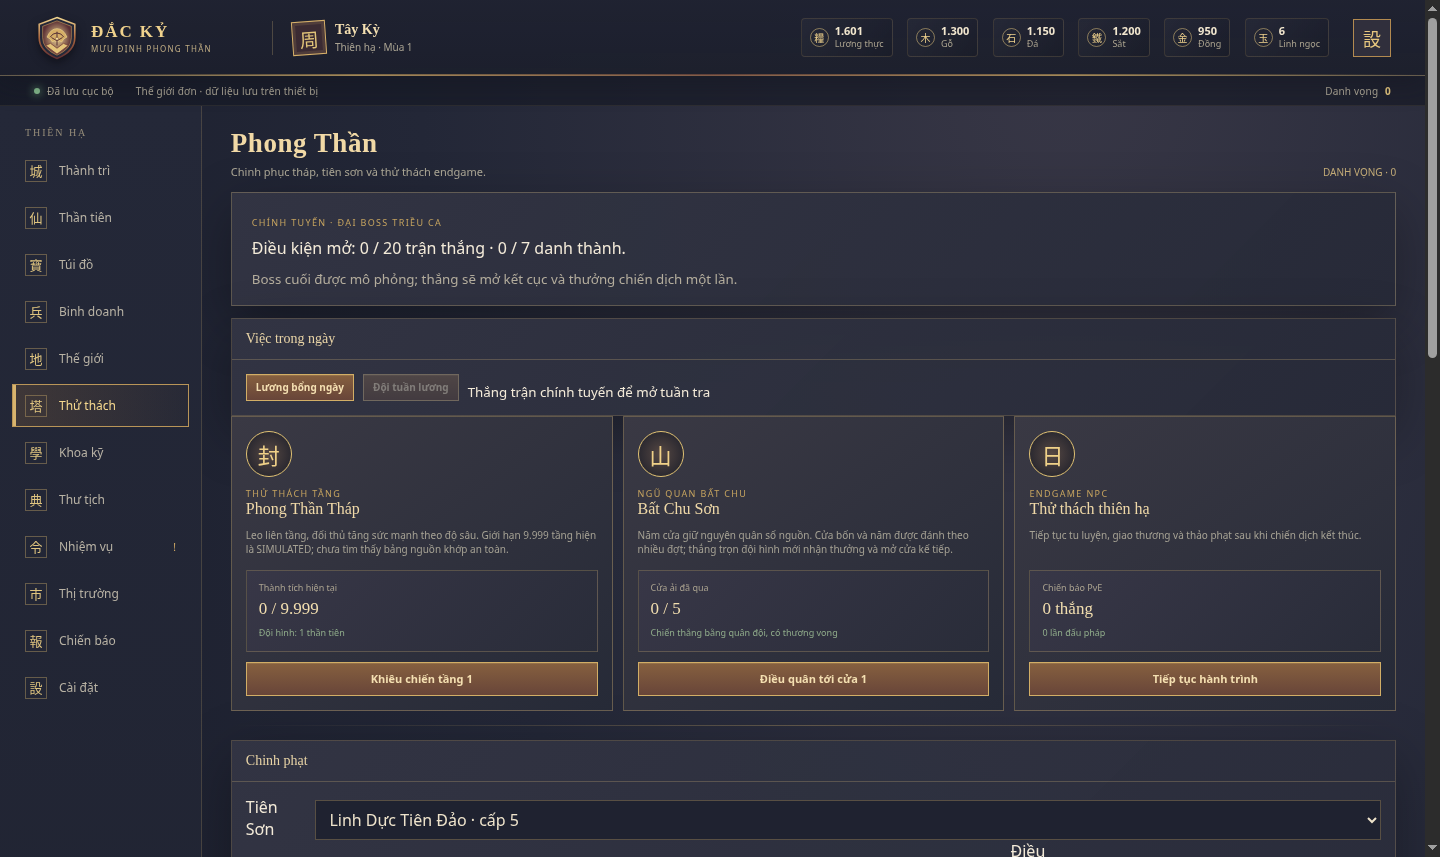 ĐẮC KỶ
MƯU ĐỊNH PHONG THẦN
周
Tây Kỳ
Thiên hạ · Mùa 1
糧 1.601 Lương thực
木 1.300 Gỗ
石 1.150 Đá
鐵 1.200 Sắt
金 950 Đồng
玉 6 Linh ngọc
設
Đã lưu cục bộ
Thế giới đơn · dữ liệu lưu trên thiết bị
Danh vọng 0
THIÊN HẠ
城 Thành trì
仙 Thần tiên
寶 Túi đồ
兵 Binh doanh
地 Thế giới
塔 Thử thách
學 Khoa kỹ
典 Thư tịch
令 Nhiệm vụ !
市 Thị trường
報 Chiến báo
設 Cài đặt
Phong Thần
Chinh phục tháp, tiên sơn và thử thách endgame.
DANH VỌNG · 0
CHÍNH TUYẾN · ĐẠI BOSS TRIỀU CA
Điều kiện mở: 0 / 20 trận thắng · 0 / 7 danh thành.
Boss cuối được mô phỏng; thắng sẽ mở kết cục và thưởng chiến dịch một lần.
Việc trong ngày
Lương bổng ngày
Đội tuần lương
Thắng trận chính tuyến để mở tuần tra
封
THỬ THÁCH TẦNG
Phong Thần Tháp
Leo liên tầng, đối thủ tăng sức mạnh theo độ sâu. Giới hạn 9.999 tầng hiện
là SIMULATED; chưa tìm thấy bảng nguồn khớp an toàn.
Thành tích hiện tại
0 / 9.999
Đội hình: 1 thần tiên
Khiêu chiến tầng 1
山
NGŨ QUAN BẤT CHU
Bất Chu Sơn
Năm cửa giữ nguyên quân số nguồn. Cửa bốn và năm được đánh theo
nhiều đợt; thắng trọn đội hình mới nhận thưởng và mở cửa kế tiếp.
Cửa ải đã qua
0 / 5
Chiến thắng bằng quân đội, có thương vong
Điều quân tới cửa 1
日
ENDGAME NPC
Thử thách thiên hạ
Tiếp tục tu luyện, giao thương và thảo phạt sau khi chiến dịch kết thúc.
Chiến báo PvE
0 thắng
0 lần đấu pháp
Tiếp tục hành trình
Chinh phạt
Tiên
Sơn
Linh Dực Tiên Đảo · cấp 5
Điều